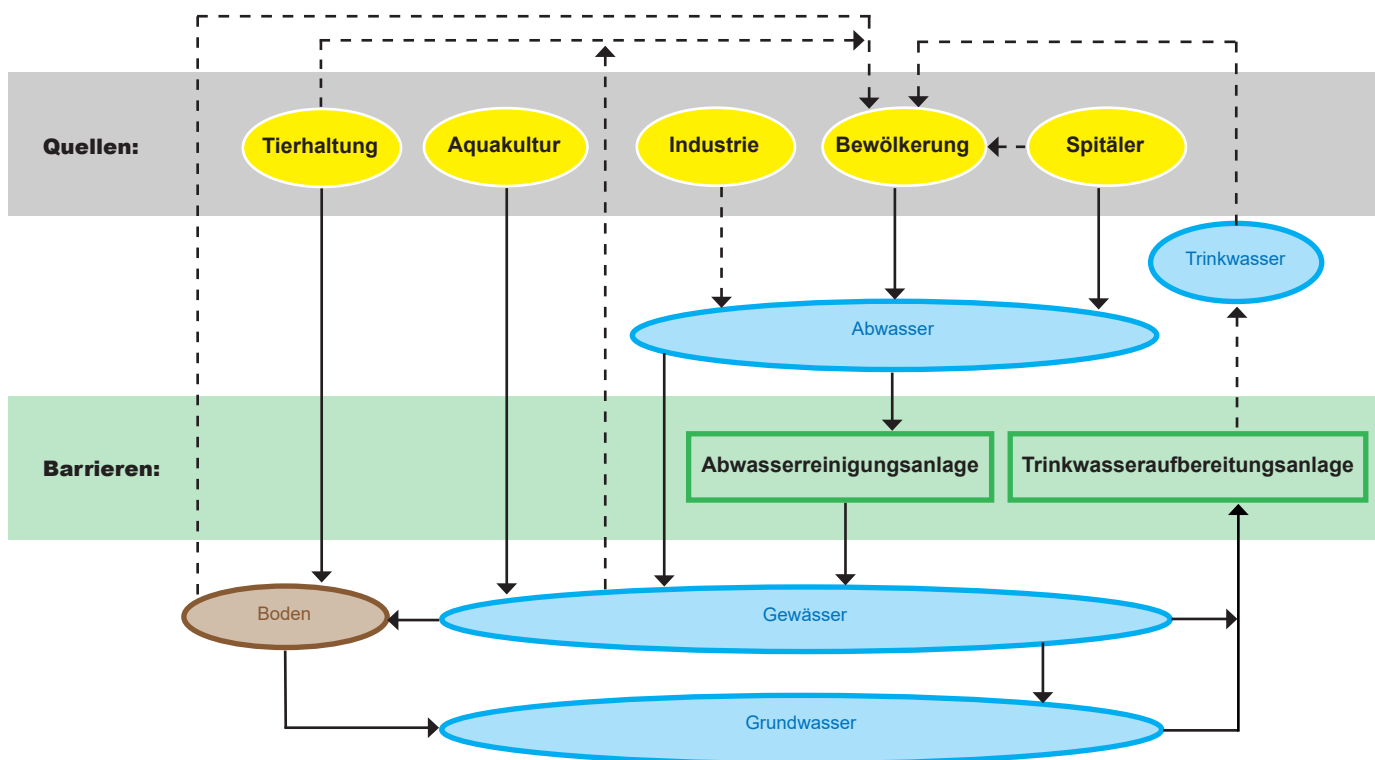 Quellen:
Tierhaltung
Aquakultur
Industrie
Bewölkerung
Spitäler
Trinkwasser
Abwasser
Barrieren:
Abwasserreinigungsanlage
Trinkwasseraufbereitungsanlage
Boden
Gewässer
Grundwasser